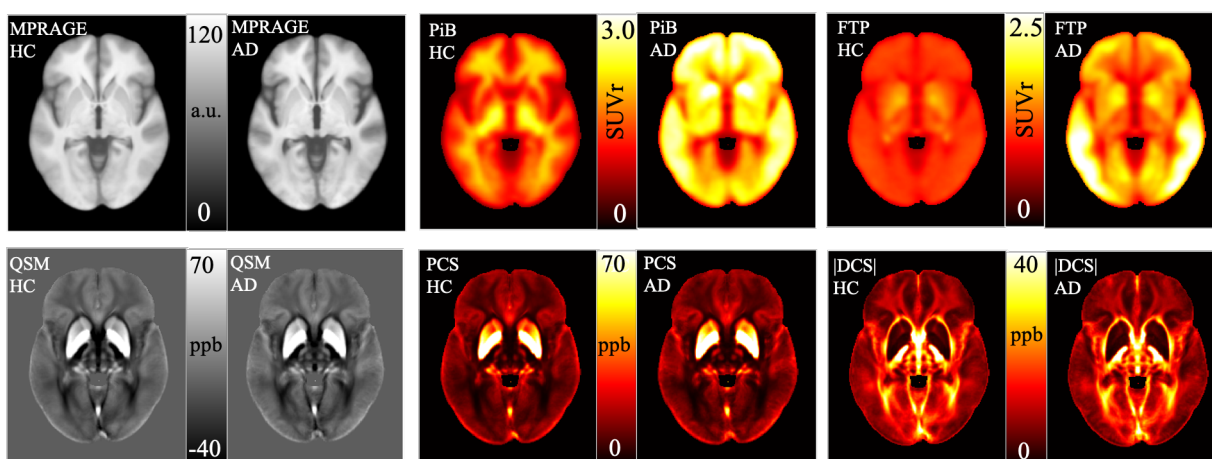 MPRAGE
HC
120
a.u.
0
MPRAGE
AD
PiB
HC
3.0
SUVr
0
PiB
AD
FTP
HC
2.5
SUVr
0
FTP
AD
QSM
HC
70
ppb
-40
QSM
AD
PCS
HC
70
ppb
0
PCS
AD
|DCS|
HC
40
ppb
0
|DCS|
AD